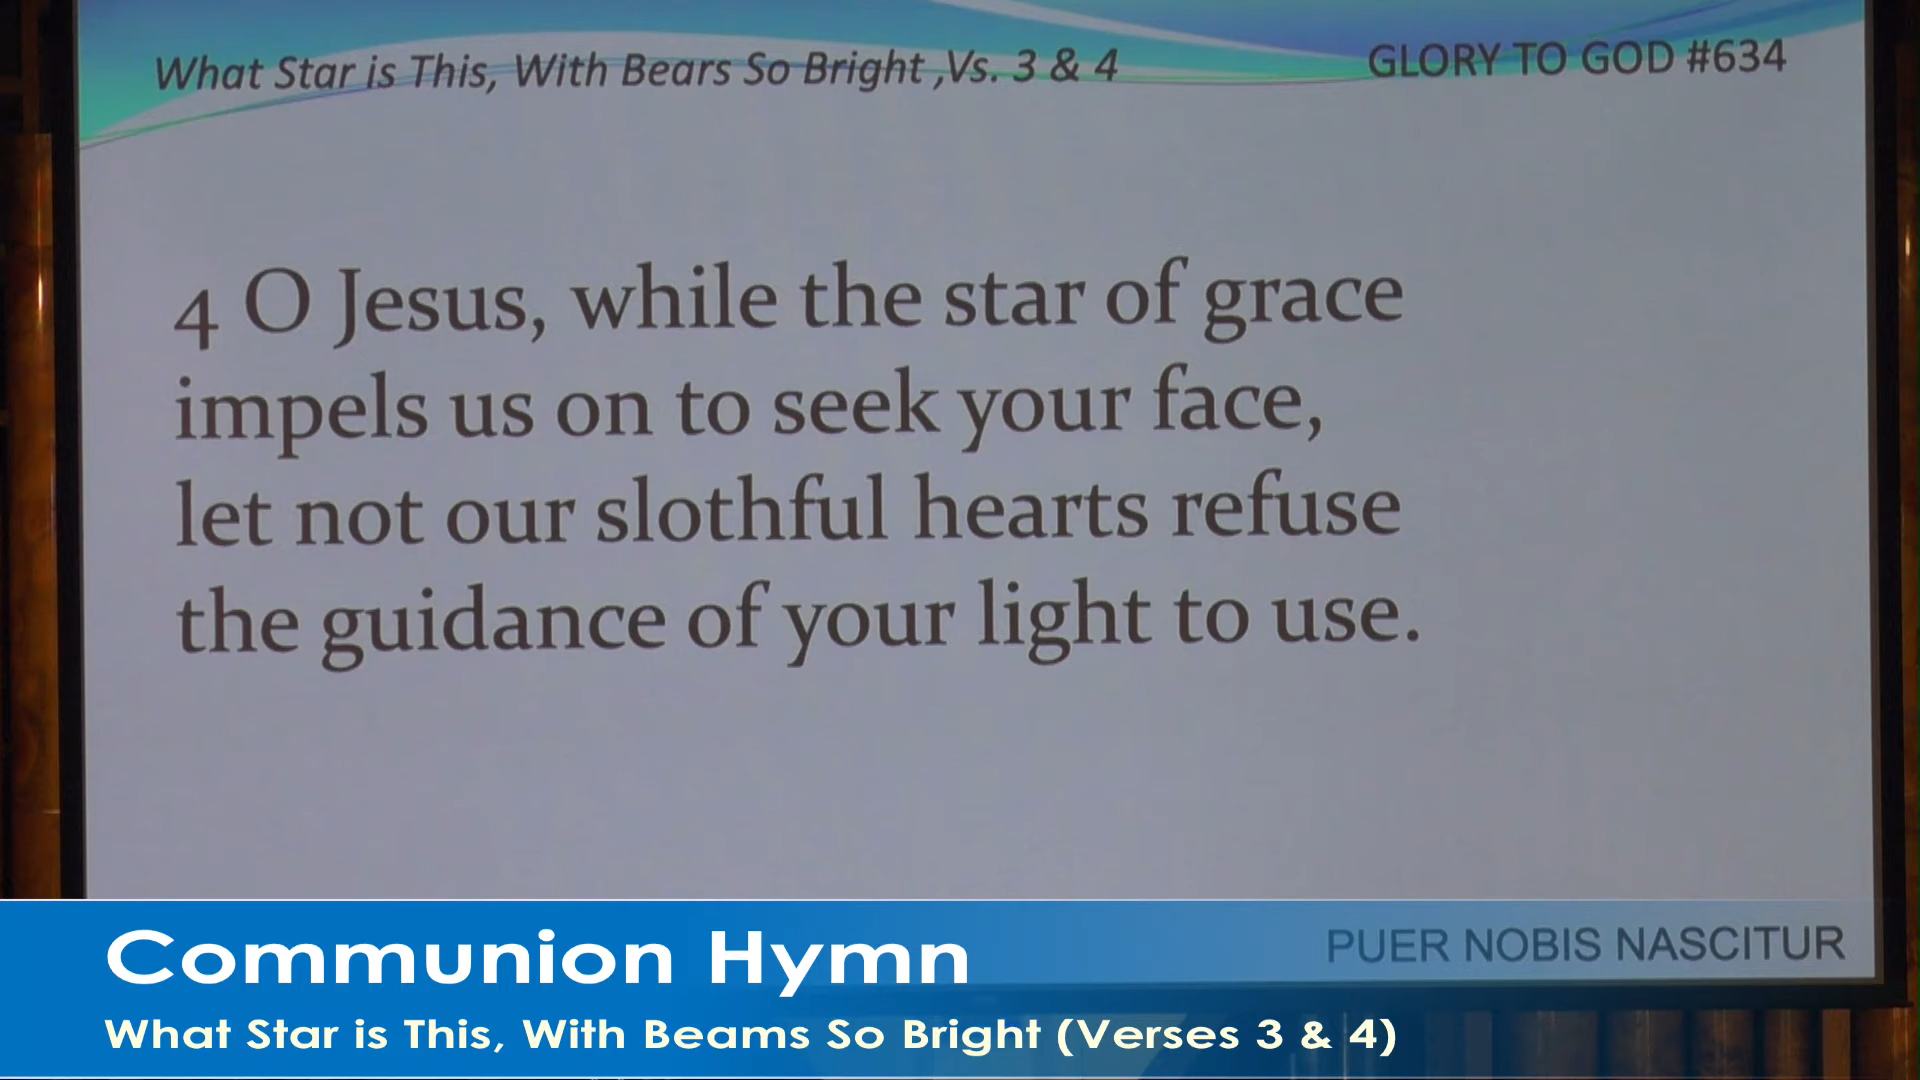 What Star is This, With Bears So Bright ,Vs. 3 & 4
GLORY TO GOD #634
4 O Jesus, while the star of grace
impels us on to seek your face,
let not our slothful hearts refuse
the guidance of your light to use.
PUER NOBIS NASCITUR
Communion Hymn
What Star is This, With Beams So Bright (Verses 3 & 4)